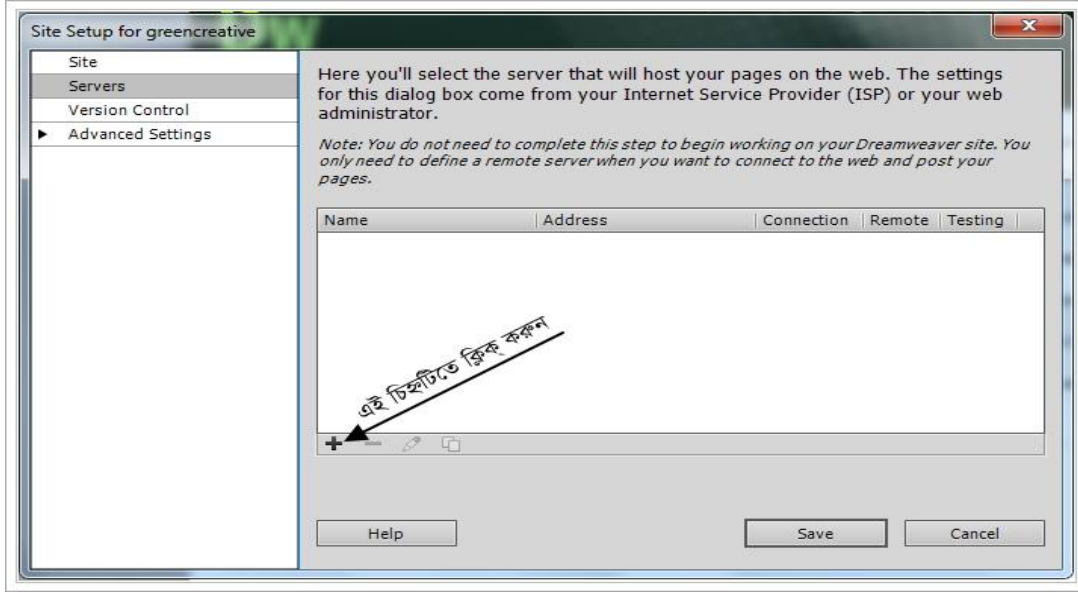 Site Setup for greencreative
Site
Servers
Version Control
Advanced Settings
Here you'll select the server that will host your pages on the web. The settings
for this dialog box come from your Internet Service Provider (ISP) or your web
administrator.
Note: You do not need to complete this step to begin working on your Dreamweaver site. You
only need to define a remote server when you want to connect to the web and post your
pages.
Name Address Connection Remote Testing
এই চিহ্নটিতে ক্লিক্ করুন
Help Save Cancel